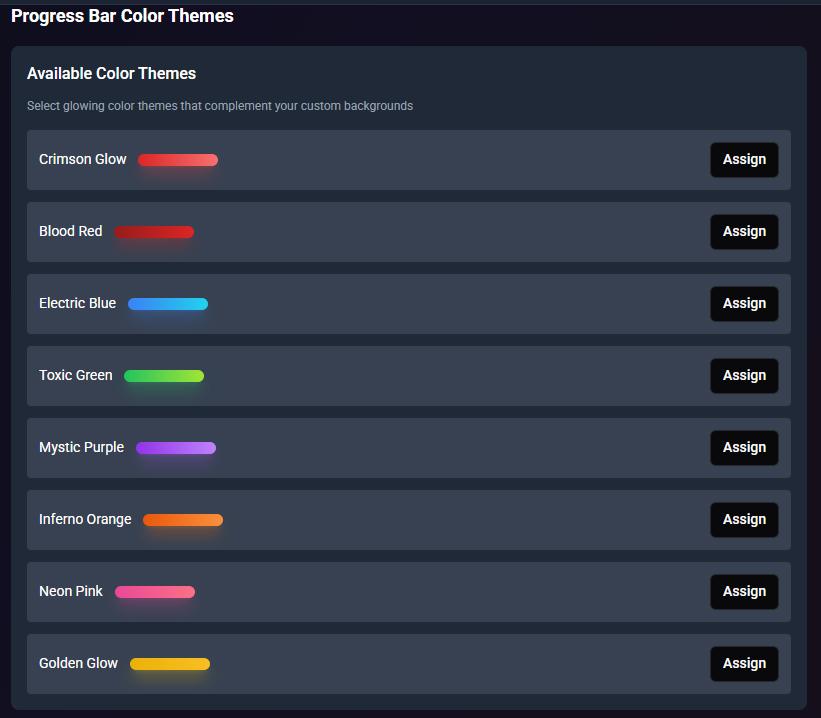 Progress Bar Color Themes
Available Color Themes
Select glowing color themes that complement your custom backgrounds
Crimson Glow Assign
Blood Red Assign
Electric Blue Assign
Toxic Green Assign
Mystic Purple Assign
Inferno Orange Assign
Neon Pink Assign
Golden Glow Assign